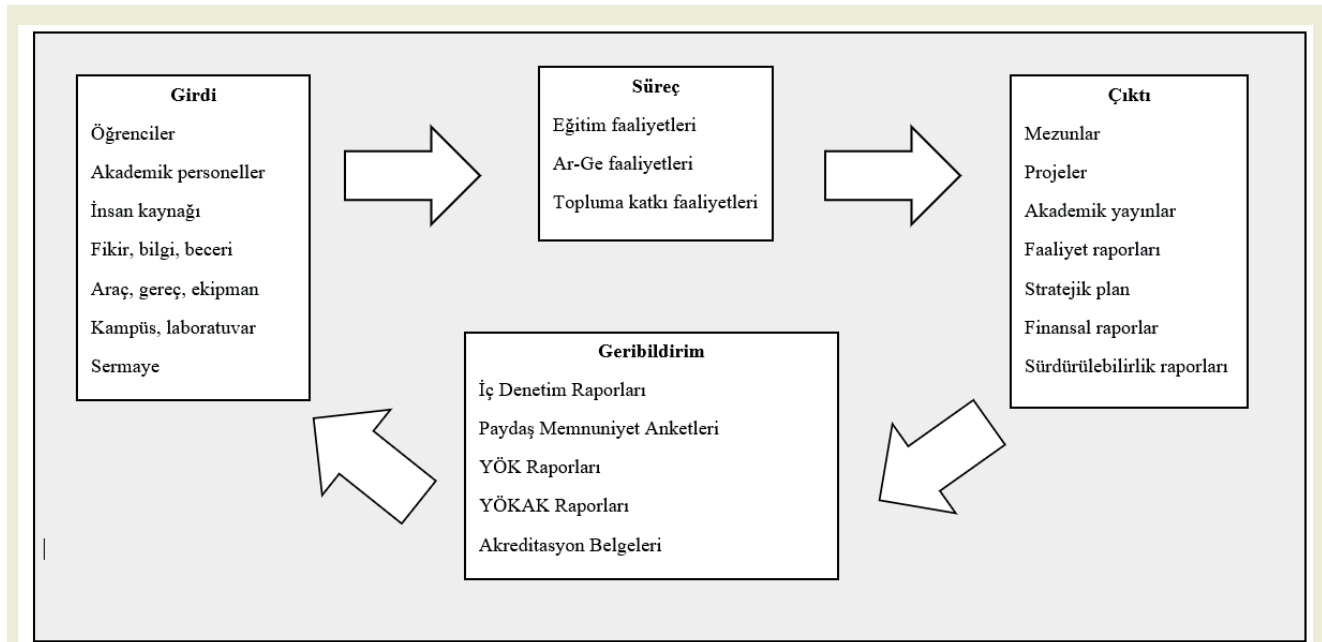 Girdi
Öğrenciler
Akademik personeller
İnsan kaynağı
Fikir, bilgi, beceri
Araç, gereç, ekipman
Kampüs, laboratuvar
Sermaye
Süreç
Eğitim faaliyetleri
Ar-Ge faaliyetleri
Topluma katkı faaliyetleri
Çıktı
Mezunlar
Projeler
Akademik yayınlar
Faaliyet raporları
Stratejik plan
Finansal raporlar
Sürdürülebilirlik raporları
Geribildirim
İç Denetim Raporları
Paydaş Memnuniyet Anketleri
YÖK Raporları
YÖKAK Raporları
Akreditasyon Belgeleri